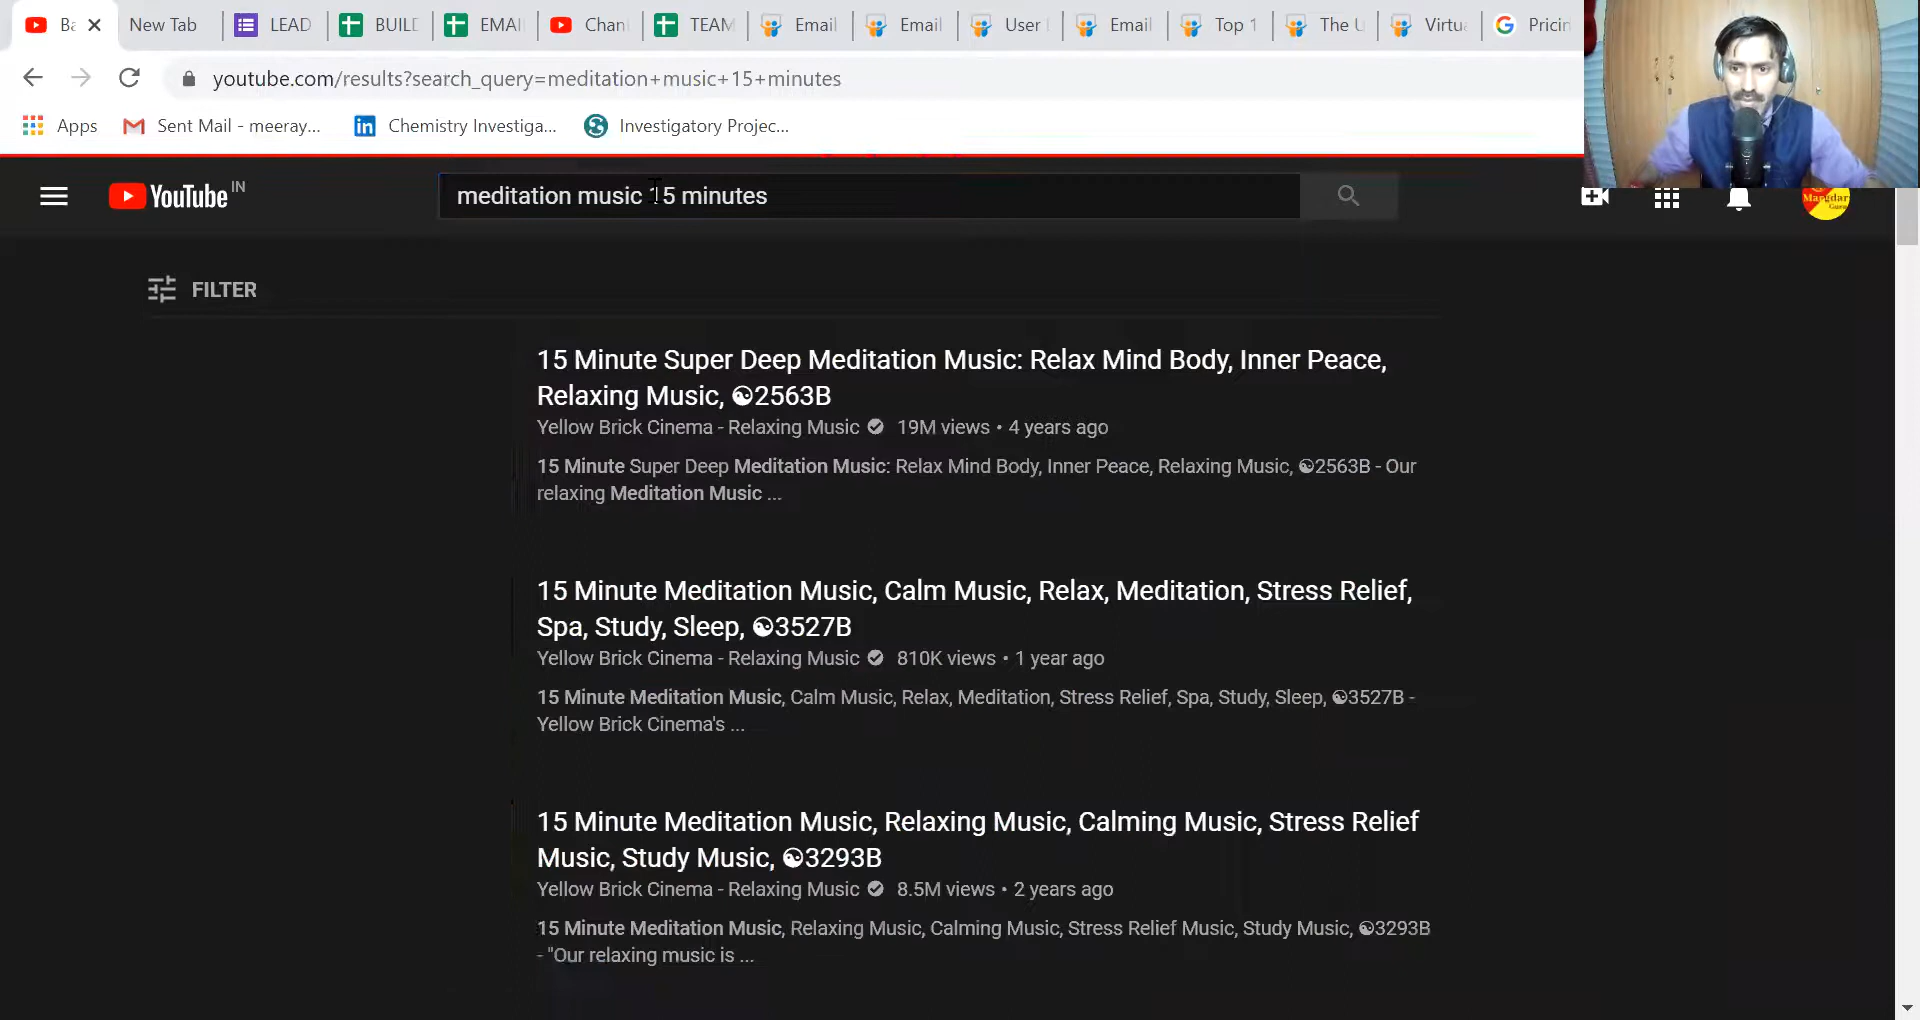 Ba
New Tab
LEAD
BUILD
EMAI
Chan
TEAM
Email
Email
User
Email
Top 1
The U
Virtu
Pricin
youtube.com/results?search_query=meditation+music+15+minutes
Apps
Sent Mail - meeray...
Chemistry Investiga...
Investigatory Projec...
YouTube IN
meditation music 15 minutes
Mangdar
FILTER
15 Minute Super Deep Meditation Music: Relax Mind Body, Inner Peace,
Relaxing Music, ☯2563B
Yellow Brick Cinema - Relaxing Music 19M views • 4 years ago
15 Minute Super Deep Meditation Music: Relax Mind Body, Inner Peace, Relaxing Music, ☯2563B - Our
relaxing Meditation Music ...
15 Minute Meditation Music, Calm Music, Relax, Meditation, Stress Relief,
Spa, Study, Sleep, ☯3527B
Yellow Brick Cinema - Relaxing Music 810K views • 1 year ago
15 Minute Meditation Music, Calm Music, Relax, Meditation, Stress Relief, Spa, Study, Sleep, ☯3527B -
Yellow Brick Cinema's ...
15 Minute Meditation Music, Relaxing Music, Calming Music, Stress Relief
Music, Study Music, ☯3293B
Yellow Brick Cinema - Relaxing Music 8.5M views • 2 years ago
15 Minute Meditation Music, Relaxing Music, Calming Music, Stress Relief Music, Study Music, ☯3293B
- "Our relaxing music is ...